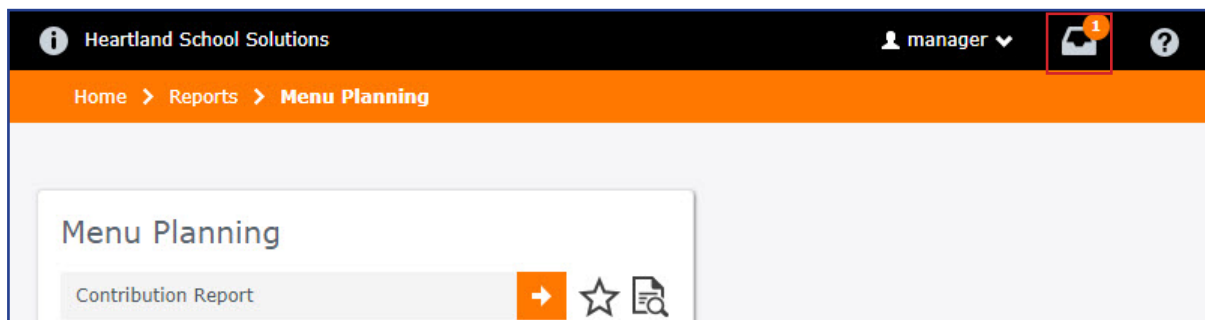 Heartland School Solutions manager 1
Home Reports Menu Planning
Menu Planning
Contribution Report